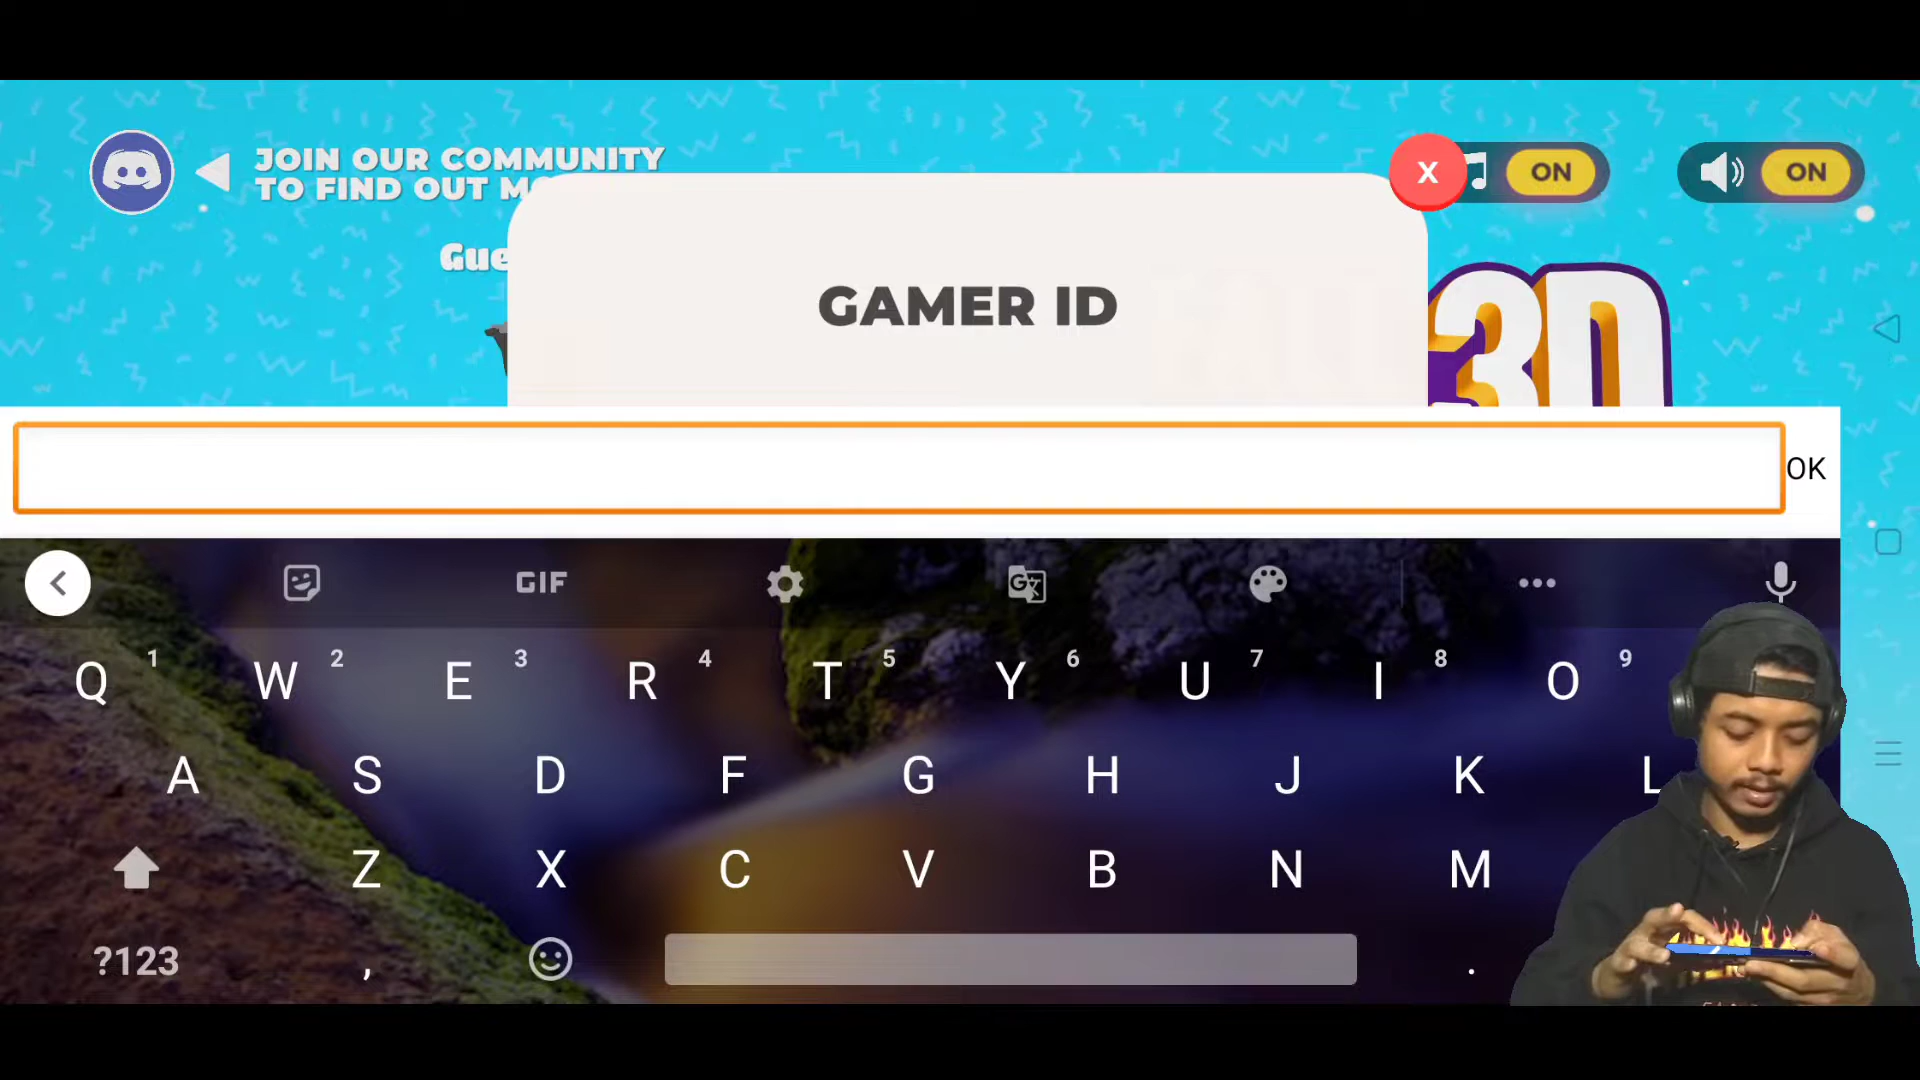 JOIN OUR COMMUNITY
TO FIND OUT
X
ON
ON
Gue
GAMER ID
3D
OK
GIF
Q 1 W 2 E 3 R 4 T 5 Y 6 U 7 I 8 O 9
A S D F G H J K L
Z X C V B N M
?123 , .